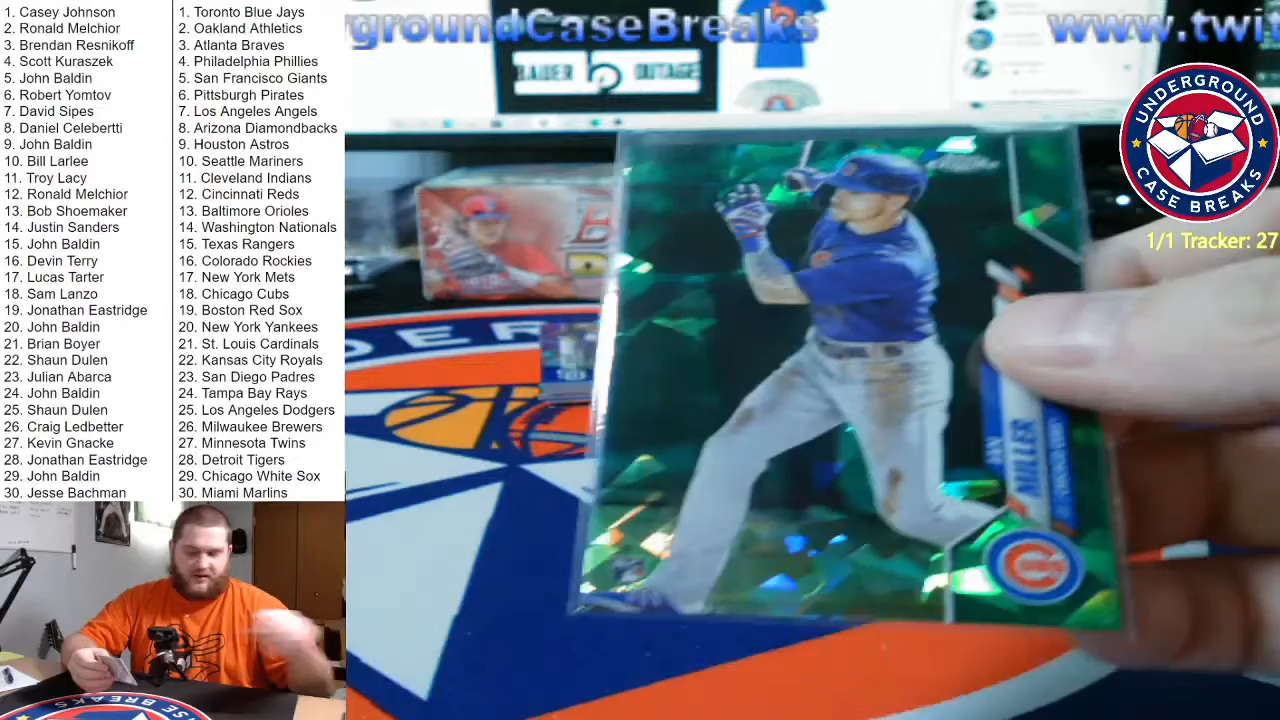 1. Casey Johnson
2. Ronald Melchior
3. Brendan Resnikoff
4. Scott Kuraszek
5. John Baldin
6. Robert Yomtov
7. David Sipes
8. Daniel Celebertti
9. John Baldin
10. Bill Larlee
11. Troy Lacy
12. Ronald Melchior
13. Bob Shoemaker
14. Justin Sanders
15. John Baldin
16. Devin Terry
17. Lucas Tarter
18. Sam Lanzo
19. Jonathan Eastridge
20. John Baldin
21. Brian Boyer
22. Shaun Dulen
23. Julian Abarca
24. John Baldin
25. Shaun Dulen
26. Craig Ledbetter
27. Kevin Gnacke
28. Jonathan Eastridge
29. John Baldin
30. Jesse Bachman
1. Toronto Blue Jays
2. Oakland Athletics
3. Atlanta Braves
4. Philadelphia Phillies
5. San Francisco Giants
6. Pittsburgh Pirates
7. Los Angeles Angels
8. Arizona Diamondbacks
9. Houston Astros
10. Seattle Mariners
11. Cleveland Indians
12. Cincinnati Reds
13. Baltimore Orioles
14. Washington Nationals
15. Texas Rangers
16. Colorado Rockies
17. New York Mets
18. Chicago Cubs
19. Boston Red Sox
20. New York Yankees
21. St. Louis Cardinals
22. Kansas City Royals
23. San Diego Padres
24. Tampa Bay Rays
25. Los Angeles Dodgers
26. Milwaukee Brewers
27. Minnesota Twins
28. Detroit Tigers
29. Chicago White Sox
30. Miami Marlins
rgroundCaseBreaks www.twit
BAUER OUTAGE
UNDERGROUND
CASE BREAKS
1/1 Tracker: 27
DER
MILLER
CUBS
SE BREAKS